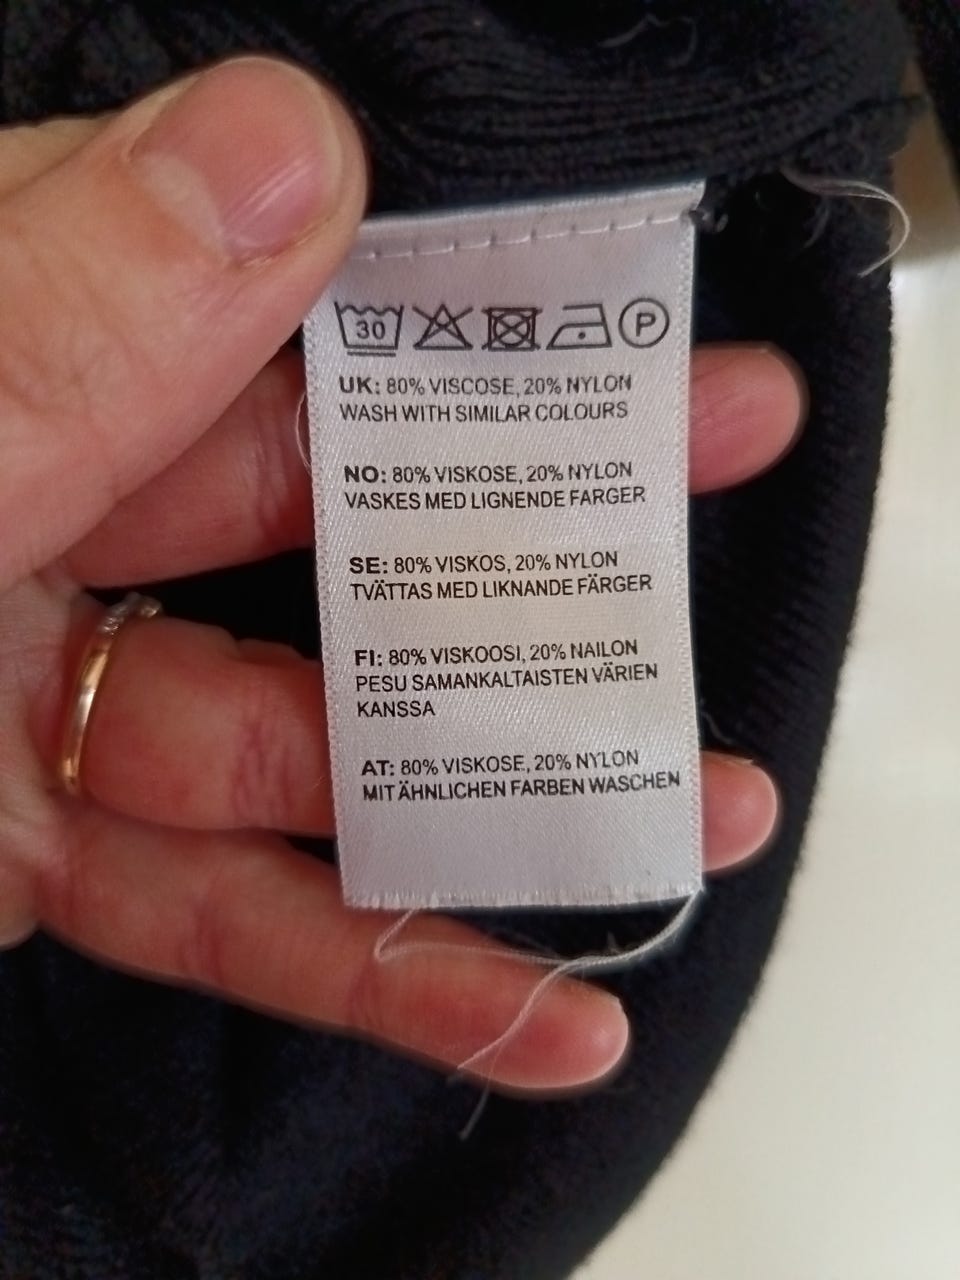 30 P
UK: 80% VISCOSE, 20% NYLON
WASH WITH SIMILAR COLOURS
NO: 80% VISKOSE, 20% NYLON
VASKES MED LIGNENDE FARGER
SE: 80% VISKOS, 20% NYLON
TVÄTTAS MED LIKNANDE FÄRGER
FI: 80% VISKOOSI, 20% NAILON
PESU SAMANKALTAISTEN VÄRIEN
KANSSA
AT: 80% VISKOSE, 20% NYLON
MIT ÄHNLICHEN FARBEN WASCHEN